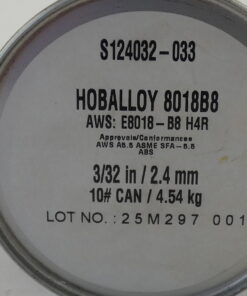 S124032-033
HOBALLOY 8018B8
AWS: E8018-B8 H4R
Approvals/Conformances
AWS A5.5 ASME SFA-5.5
ABS
3/32 in / 2.4 mm
10# CAN / 4.54 kg
LOT NO.: 25M297 001